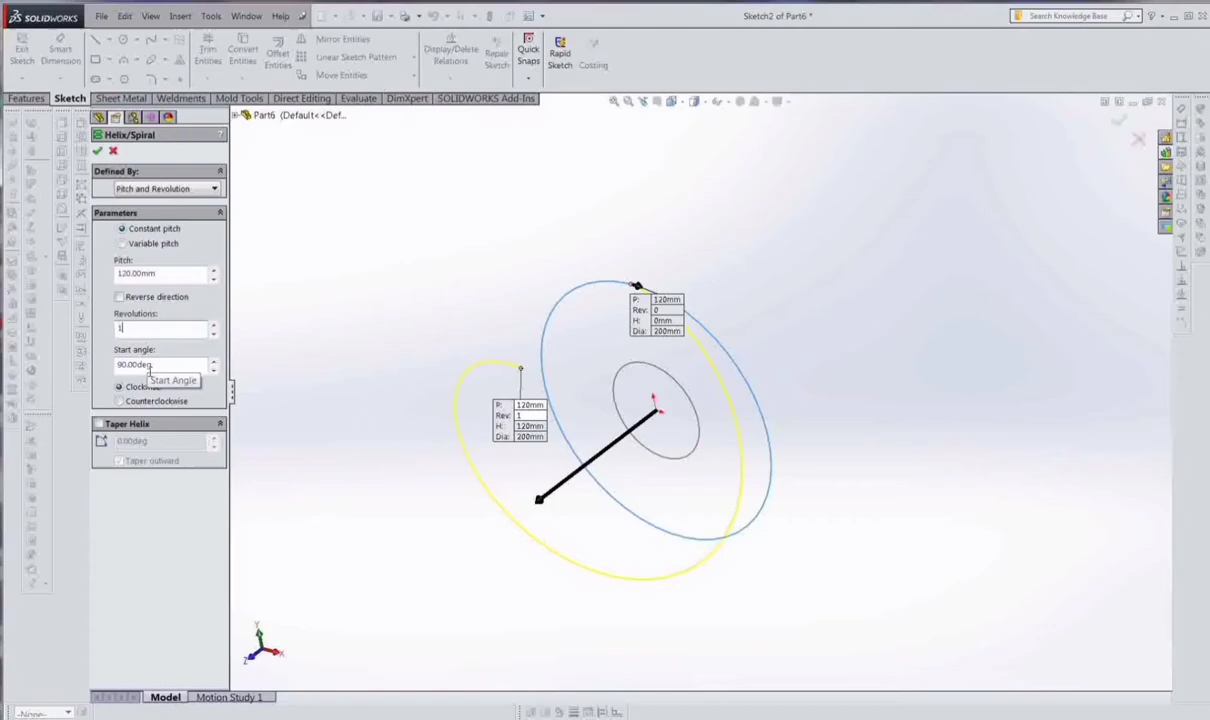 SOLIDWORKS File Edit View Insert Tools Window Help Sketch2 of Part6 * Search Knowledge Base
Exit Sketch
Smart Dimension
Trim Entities
Convert Entities
Offset Entities
Mirror Entities
Linear Sketch Pattern
Move Entities
Display/Delete Relations
Repair Sketch
Quick Snaps
Rapid Sketch
Costing
Features Sketch Sheet Metal Weldments Mold Tools Direct Editing Evaluate DimXpert SOLIDWORKS Add-Ins
Part6 (Default<<Def...
Helix/Spiral ?
Defined By:
Pitch and Revolution
Parameters
Constant pitch
Variable pitch
Pitch:
120.00mm
Reverse direction
Revolutions:
1
Start angle:
90.00deg
Start Angle
Clockwise
Counterclockwise
Taper Helix
0.00deg
Taper outward
P: 120mm
Rev: 0
H: 0mm
Dia: 200mm
P: 120mm
Rev: 1
H: 120mm
Dia: 200mm
Y
Z X
Model Motion Study 1
-None-